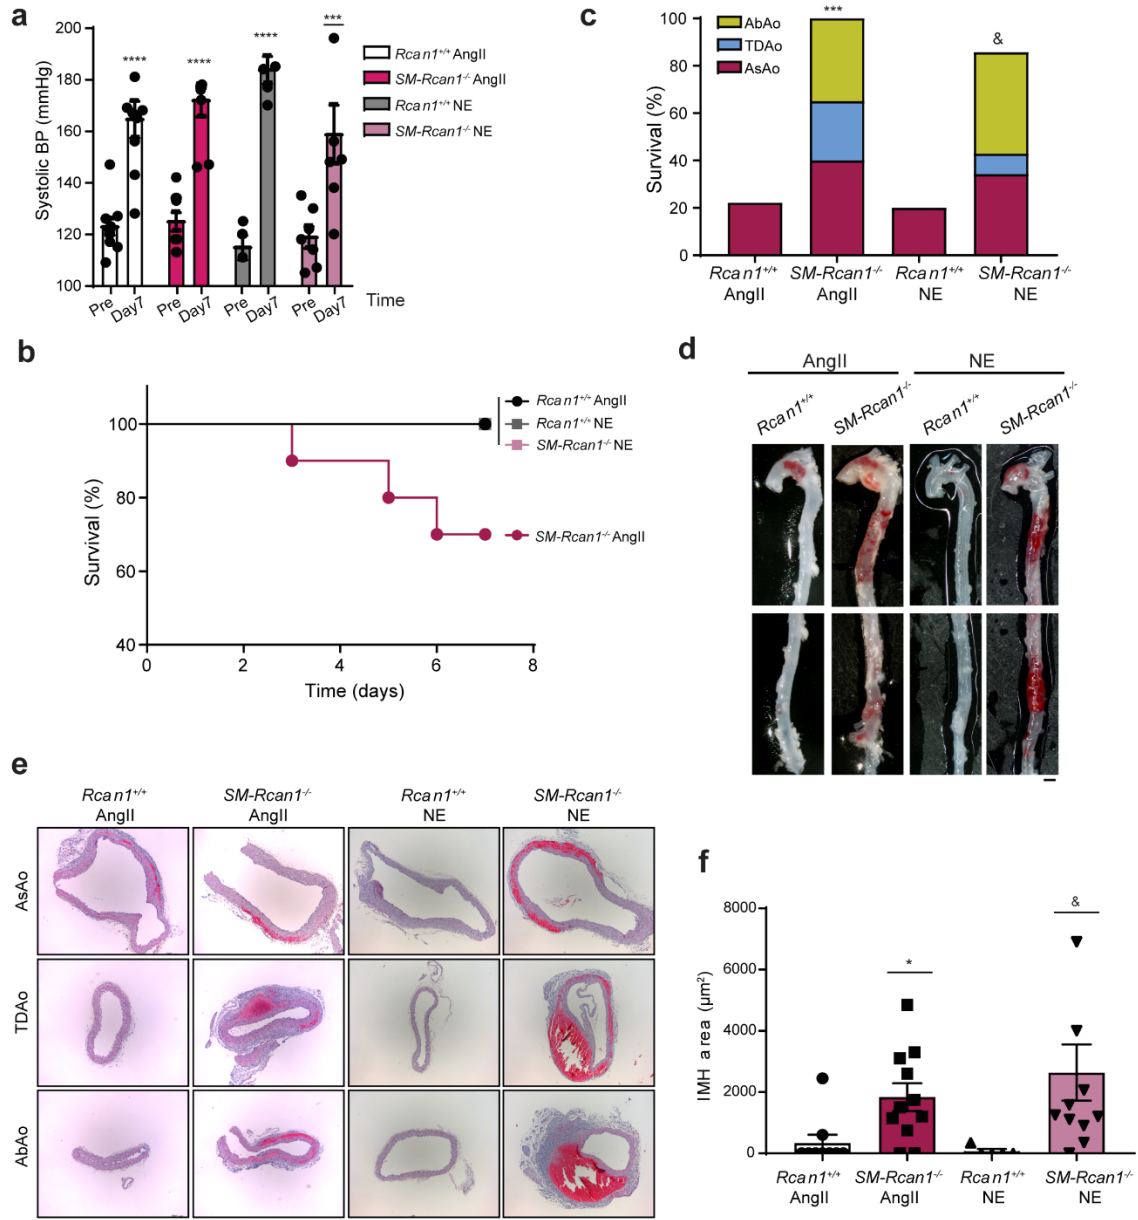 a
Systolic BP (mmHg)
200
180
160
140
120
100
****
****
****
***
Pre
Day7
Pre
Day7
Pre
Day7
Pre
Day7
Time
Rcan1+/+ AngII
SM-Rcan1-/- AngII
Rcan1+/+ NE
SM-Rcan1-/- NE
c
Survival (%)
100
80
60
40
20
0
AbAo
TDAo
AsAo
***
&
Rcan1+/+
AngII
SM-Rcan1-/-
AngII
Rcan1+/+
NE
SM-Rcan1-/-
NE
b
Survival (%)
100
80
60
40
0
2
4
6
8
Time (days)
Rcan1+/+ AngII
Rcan1+/+ NE
SM-Rcan1-/- NE
SM-Rcan1-/- AngII
d
AngII
NE
Rcan1+/+
SM-Rcan1-/-
Rcan1+/+
SM-Rcan1-/-
e
Rcan1+/+
AngII
SM-Rcan1-/-
AngII
Rcan1+/+
NE
SM-Rcan1-/-
NE
AsAo
TDAo
AbAo
f
IMH area (µm²)
8000
6000
4000
2000
0
*
&
Rcan1+/+
AngII
SM-Rcan1-/-
AngII
Rcan1+/+
NE
SM-Rcan1-/-
NE